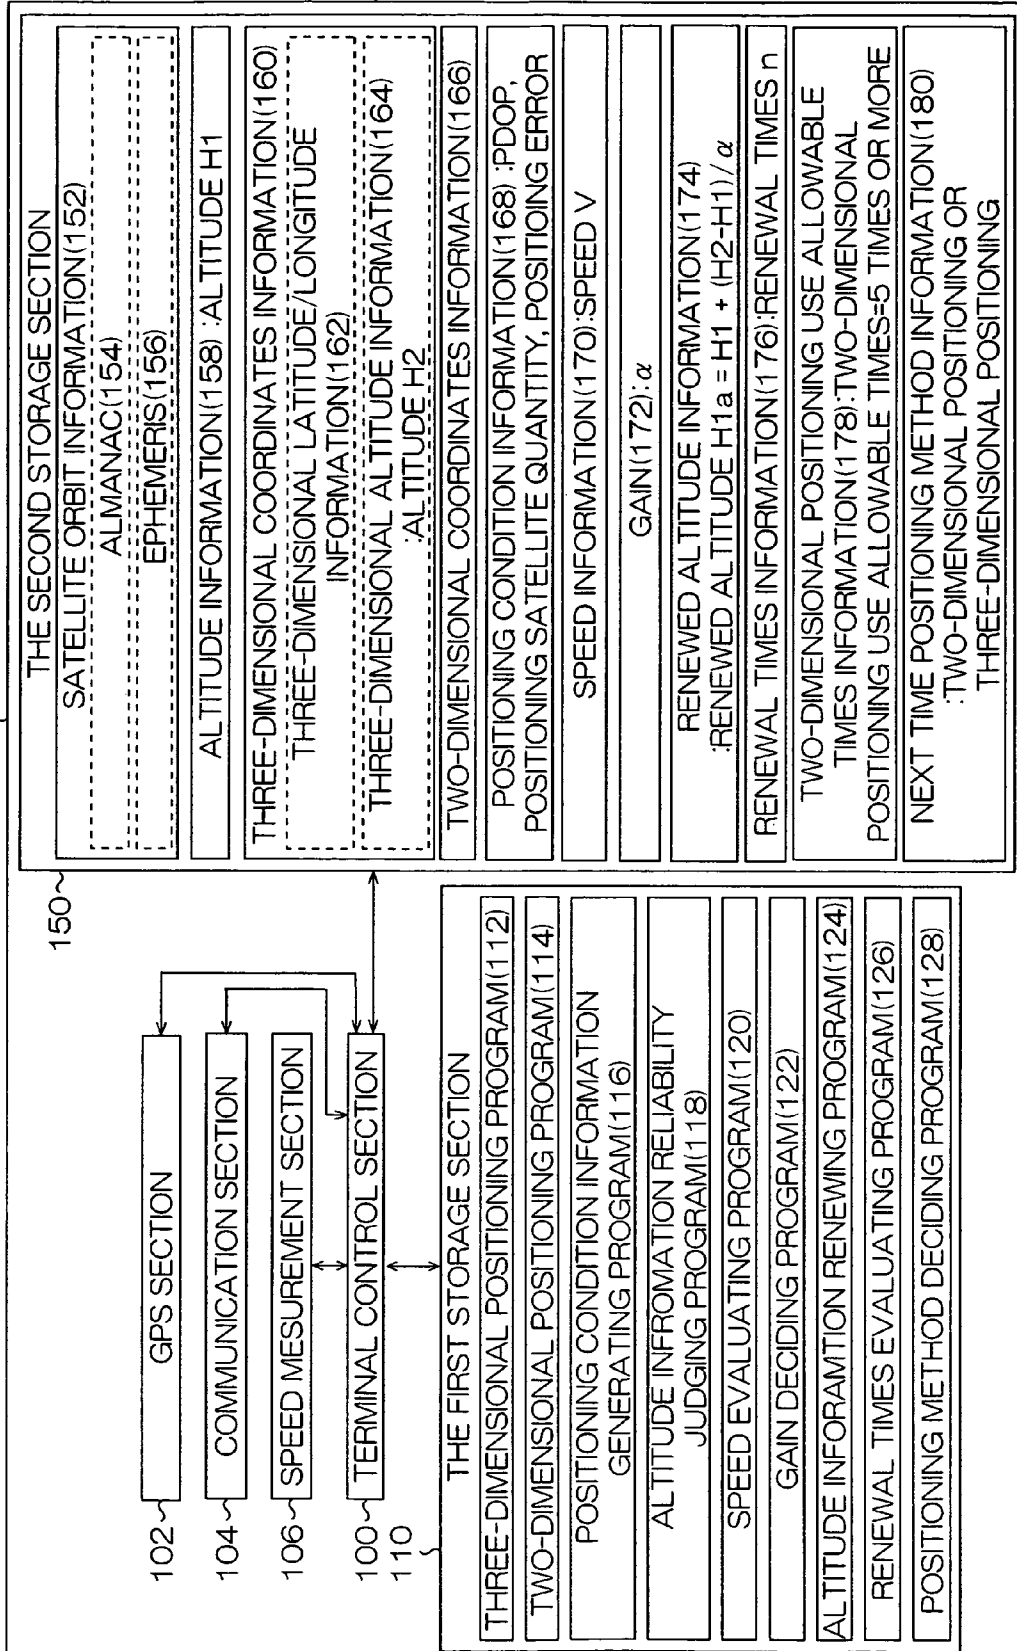 102
GPS SECTION
104
COMMUNICATION SECTION
106
SPEED MESUREMENT SECTION
100
TERMINAL CONTROL SECTION
110
THE FIRST STORAGE SECTION
THREE-DIMENSIONAL POSITIONING PROGRAM(112)
TWO-DIMENSIONAL POSITIONING PROGRAM(114)
POSITIONING CONDITION INFORMATION
GENERATING PROGRAM(116)
ALTITUDE INFROMATION RELIABILITY
JUDGING PROGRAM(118)
SPEED EVALUATING PROGRAM(120)
GAIN DECIDING PROGRAM(122)
ALTITUDE INFORAMTION RENEWING PROGRAM(124)
RENEWAL TIMES EVALUATING PROGRAM(126)
POSITIONING METHOD DECIDING PROGRAM(128)
150
THE SECOND STORAGE SECTION
SATELLITE ORBIT INFORMATION(152)
ALMANAC(154)
EPHEMERIS(156)
ALTITUDE INFORMATION(158) :ALTITUDE H1
THREE-DIMENSIONAL COORDINATES INFORMATION(160)
THREE-DIMENSIONAL LATITUDE/LONGITUDE
INFORMATION(162)
THREE-DIMENSIONAL ALTITUDE INFORMATION(164)
:ALTITUDE H2
TWO-DIMENSIONAL COORDINATES INFORMATION(166)
POSITIONING CONDITION INFORMATION(168) :PDOP,
POSITIONING SATELLITE QUANTITY, POSITIOING ERROR
SPEED INFORMATION(170):SPEED V
GAIN(172):α
RENEWED ALTITUDE INFORMATION(174)
:RENEWED ALTITUDE H1a = H1 + (H2-H1)/α
RENEWAL TIMES INFORMATION(176):RENEWAL TIMES n
TWO-DIMENSIONAL POSITIONING USE ALLOWABLE
TIMES INFORMATION(178):TWO-DIMENSIONAL
POSITIONING USE ALLOWABLE TIMES=5 TIMES OR MORE
NEXT TIME POSITIONING METHOD INFORMATION(180)
:TWO-DIMENSIONAL POSITIONING OR
THREE-DIMENSIONAL POSITIONING